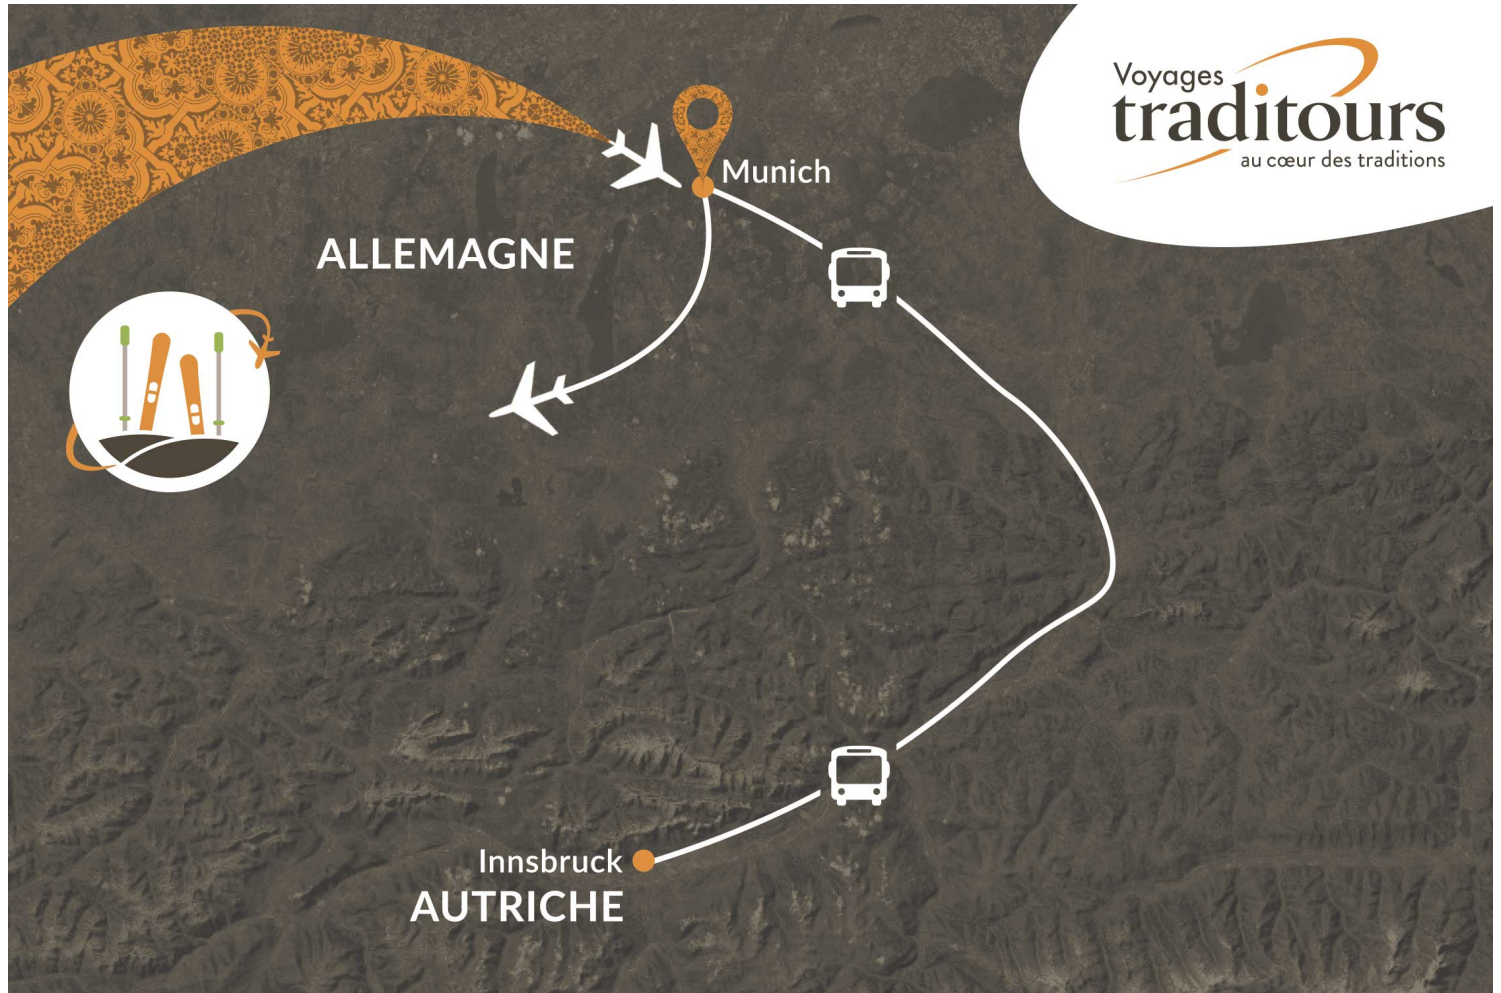 Voyages
traditours
au cœur des traditions
Munich
ALLEMAGNE
Innsbruck
AUTRICHE